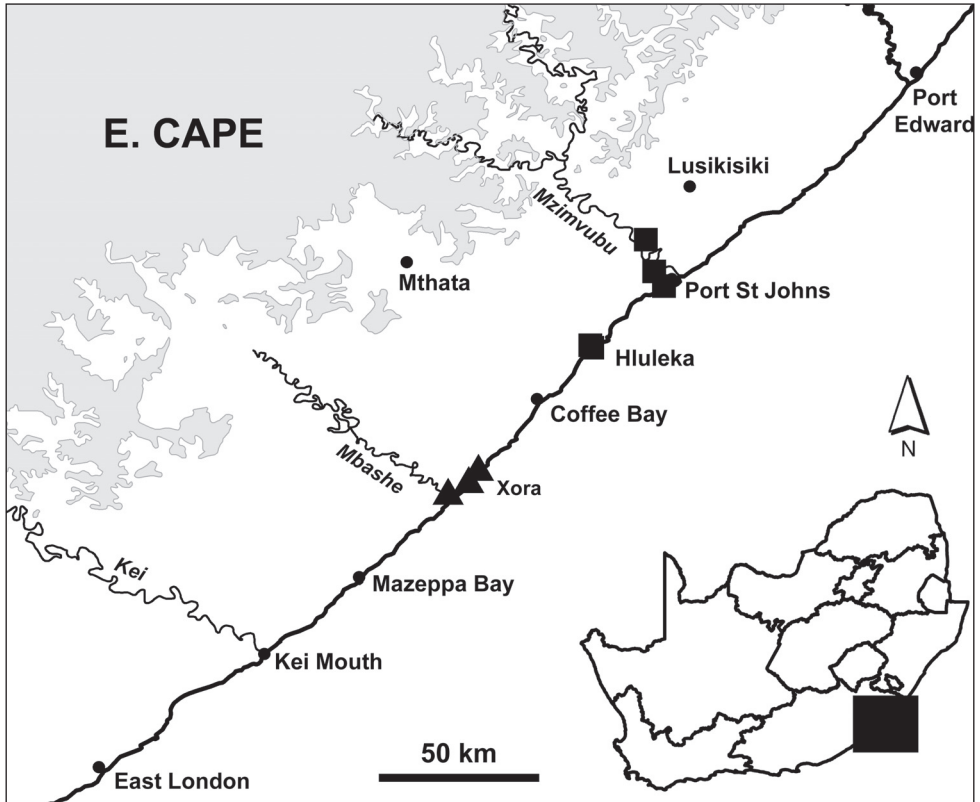 E. CAPE
Port
Edward
Lusikisiki
Mzimvubu
Mthata
Port St Johns
Hluleka
Coffee Bay
N
Mbashe
Xora
Kei
Mazeppa Bay
Kei Mouth
50 km
East London